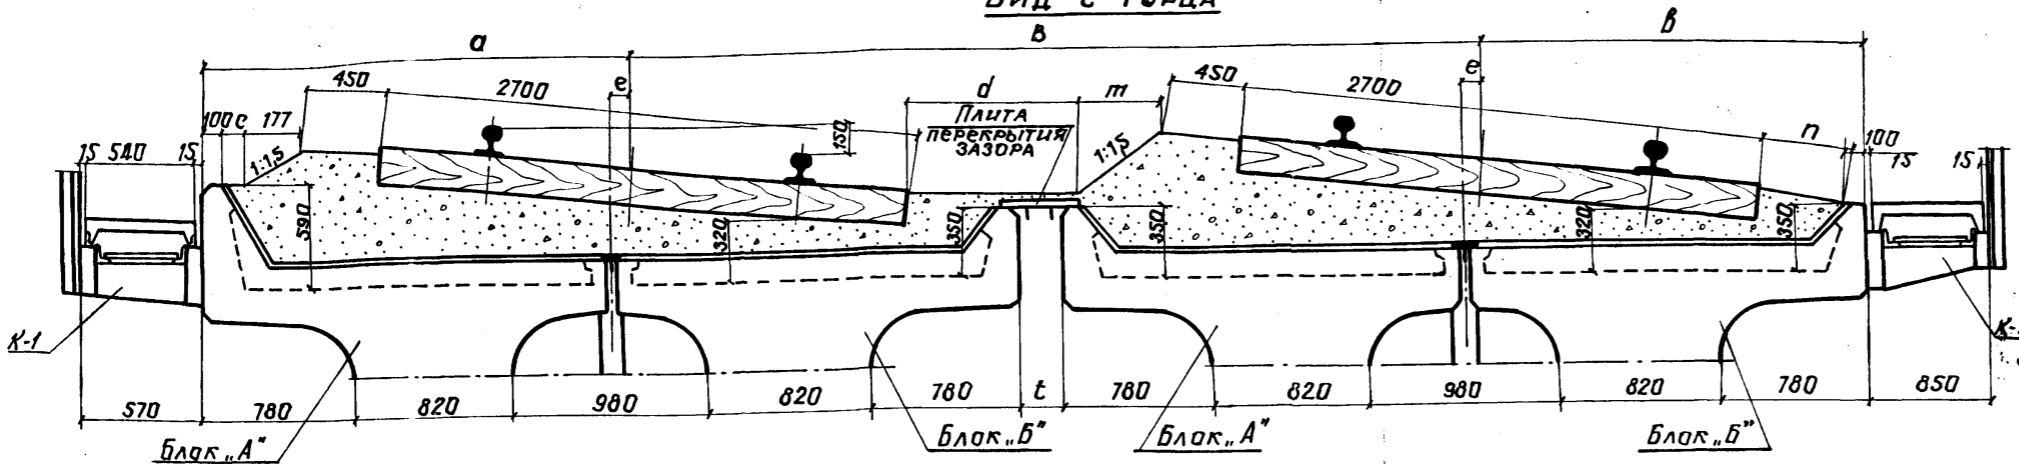 ВИД С ТОРЦА
a
B
в
450
2700
e
d
m
450
e
2700
100
c
177
Плита
перекрытия
ЗАЗОРА
n
100
15
540
15
1:1,5
150
1:1,5
15
15
590
320
350
350
320
350
К-1
570
780
820
980
820
780
t
780
820
980
820
780
850
Блок „А"
Блок „Б"
Блок „А"
Блок „Б"